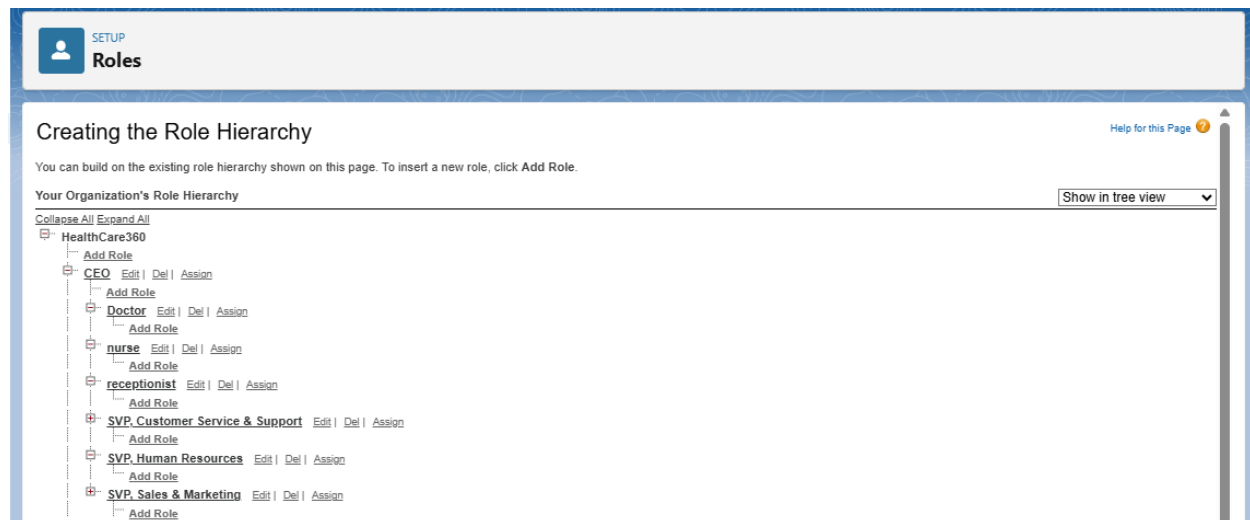 SETUP
Roles
Creating the Role Hierarchy
Help for this Page ?
You can build on the existing role hierarchy shown on this page. To insert a new role, click Add Role.
Your Organization's Role Hierarchy
Show in tree view
Collapse All Expand All
HealthCare360
Add Role
CEO Edit | Del | Assign
Add Role
Doctor Edit | Del | Assign
Add Role
nurse Edit | Del | Assign
Add Role
receptionist Edit | Del | Assign
Add Role
SVP, Customer Service & Support Edit | Del | Assign
Add Role
SVP, Human Resources Edit | Del | Assign
Add Role
SVP, Sales & Marketing Edit | Del | Assign
Add Role